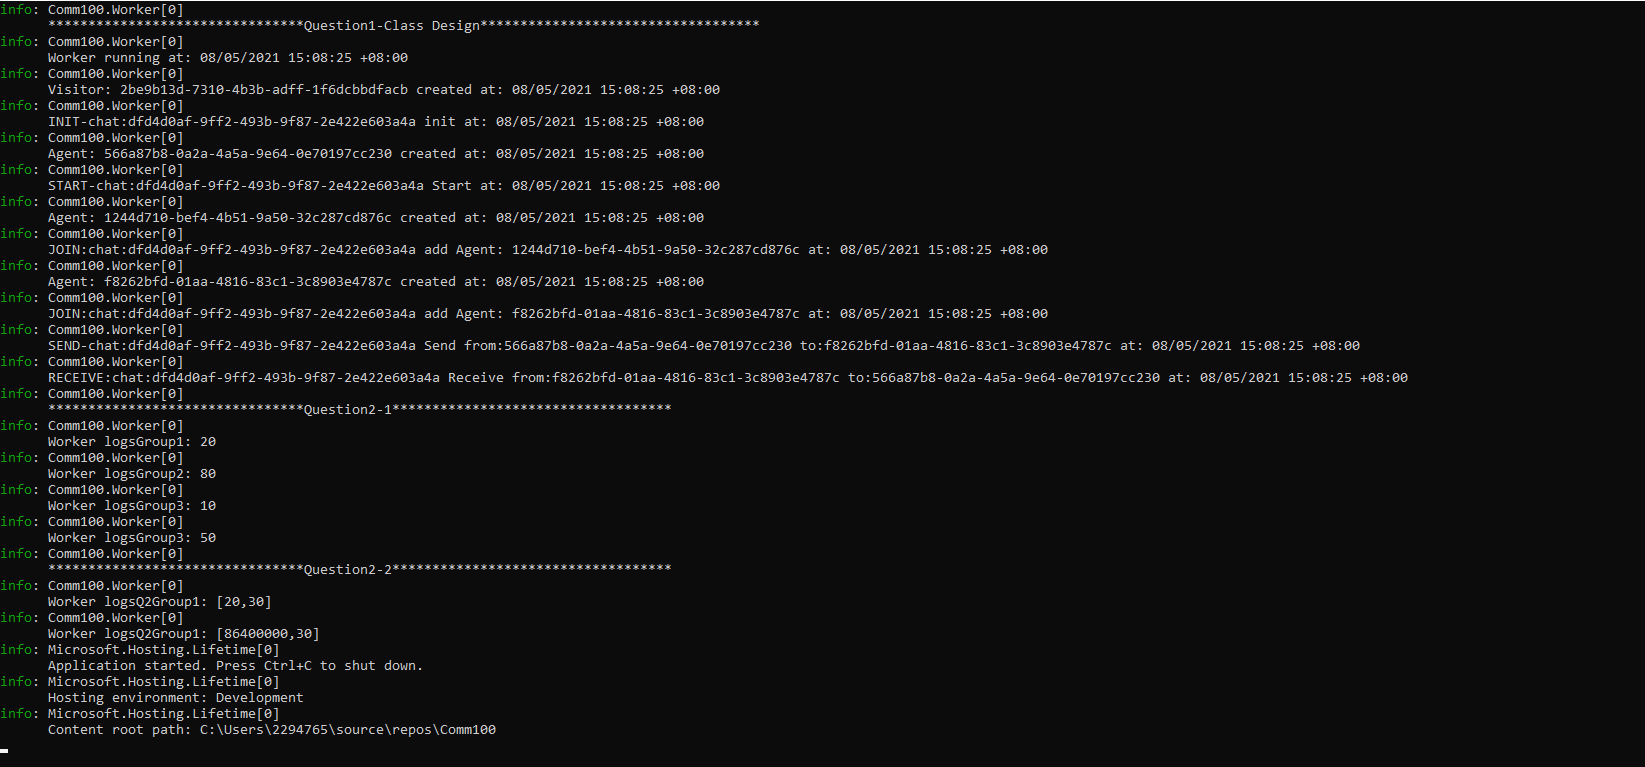 info: Comm100.Worker[0]
********************************Question1-Class Design***********************************
info: Comm100.Worker[0]
Worker running at: 08/05/2021 15:08:25 +08:00
info: Comm100.Worker[0]
Visitor: 2be9b13d-7310-4b3b-adff-1f6dcbbdfacb created at: 08/05/2021 15:08:25 +08:00
info: Comm100.Worker[0]
INIT-chat:dfd4d0af-9ff2-493b-9f87-2e422e603a4a init at: 08/05/2021 15:08:25 +08:00
info: Comm100.Worker[0]
Agent: 566a87b8-0a2a-4a5a-9e64-0e70197cc230 created at: 08/05/2021 15:08:25 +08:00
info: Comm100.Worker[0]
START-chat:dfd4d0af-9ff2-493b-9f87-2e422e603a4a Start at: 08/05/2021 15:08:25 +08:00
info: Comm100.Worker[0]
Agent: 1244d710-bef4-4b51-9a50-32c287cd876c created at: 08/05/2021 15:08:25 +08:00
info: Comm100.Worker[0]
JOIN:chat:dfd4d0af-9ff2-493b-9f87-2e422e603a4a add Agent: 1244d710-bef4-4b51-9a50-32c287cd876c at: 08/05/2021 15:08:25 +08:00
info: Comm100.Worker[0]
Agent: f8262bfd-01aa-4816-83c1-3c8903e4787c created at: 08/05/2021 15:08:25 +08:00
info: Comm100.Worker[0]
JOIN:chat:dfd4d0af-9ff2-493b-9f87-2e422e603a4a add Agent: f8262bfd-01aa-4816-83c1-3c8903e4787c at: 08/05/2021 15:08:25 +08:00
info: Comm100.Worker[0]
SEND-chat:dfd4d0af-9ff2-493b-9f87-2e422e603a4a Send from:566a87b8-0a2a-4a5a-9e64-0e70197cc230 to:f8262bfd-01aa-4816-83c1-3c8903e4787c at: 08/05/2021 15:08:25 +08:00
info: Comm100.Worker[0]
RECEIVE:chat:dfd4d0af-9ff2-493b-9f87-2e422e603a4a Receive from:f8262bfd-01aa-4816-83c1-3c8903e4787c to:566a87b8-0a2a-4a5a-9e64-0e70197cc230 at: 08/05/2021 15:08:25 +08:00
info: Comm100.Worker[0]
********************************Question2-1***********************************
info: Comm100.Worker[0]
Worker logsGroup1: 20
info: Comm100.Worker[0]
Worker logsGroup2: 80
info: Comm100.Worker[0]
Worker logsGroup3: 10
info: Comm100.Worker[0]
Worker logsGroup3: 50
info: Comm100.Worker[0]
********************************Question2-2***********************************
info: Comm100.Worker[0]
Worker logsQ2Group1: [20,30]
info: Comm100.Worker[0]
Worker logsQ2Group1: [86400000,30]
info: Microsoft.Hosting.Lifetime[0]
Application started. Press Ctrl+C to shut down.
info: Microsoft.Hosting.Lifetime[0]
Hosting environment: Development
info: Microsoft.Hosting.Lifetime[0]
Content root path: C:\Users\2294765\source\repos\Comm100